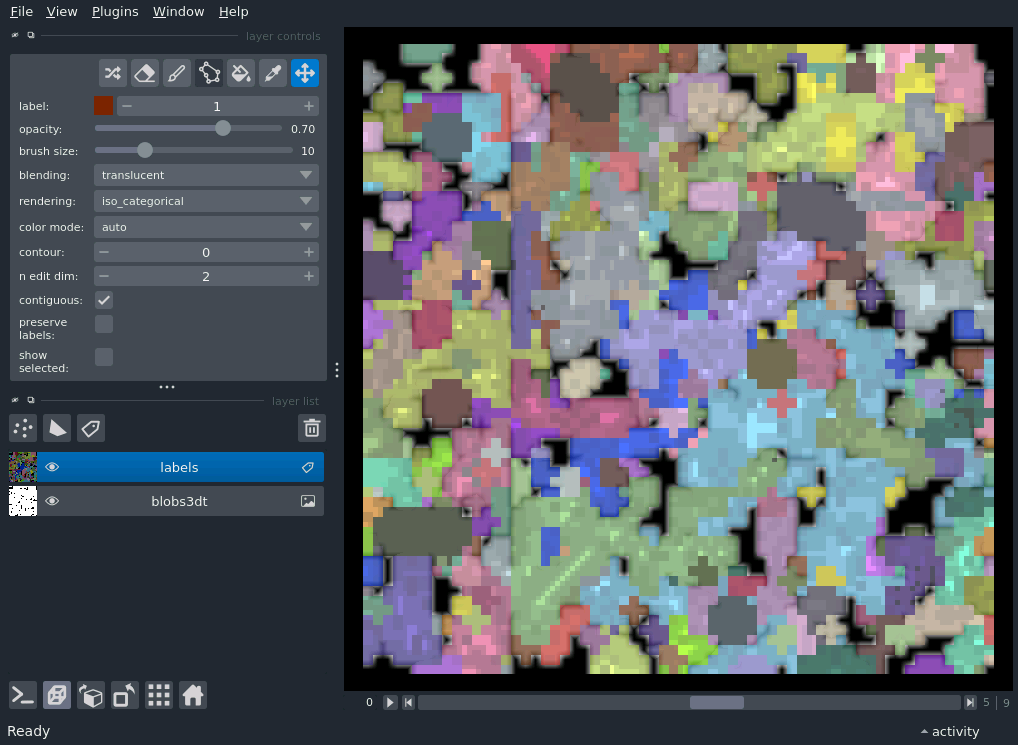 File View Plugins Window Help
layer controls
label: 1
opacity: 0.70
brush size: 10
blending: translucent
rendering: iso_categorical
color mode: auto
contour: 0
n edit dim: 2
contiguous:
preserve
labels:
show
selected:
layer list
labels
blobs3dt
0 5 | 9
Ready activity